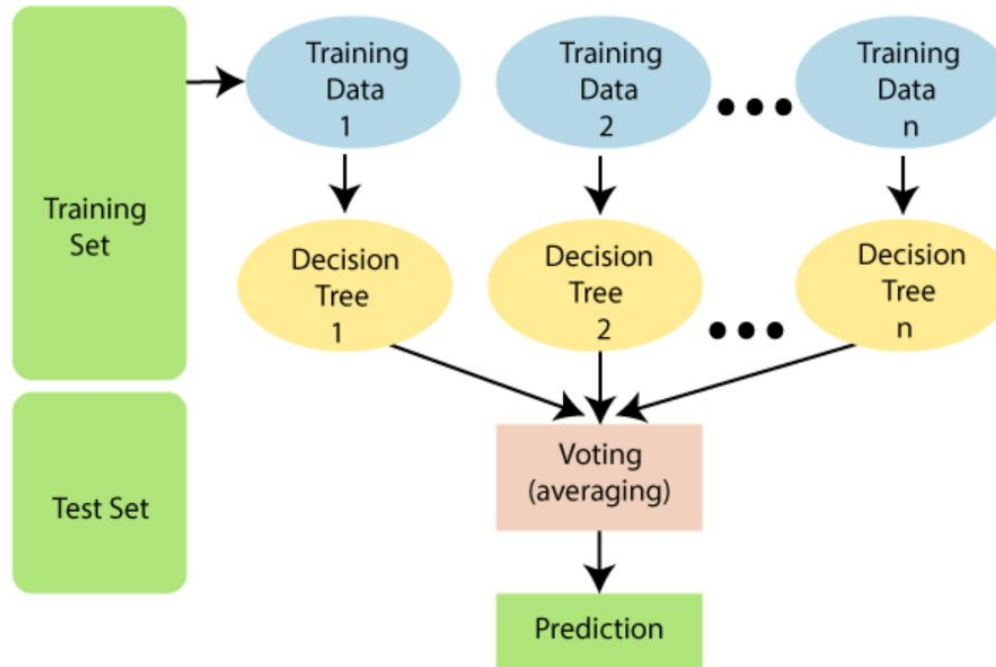 Training
Set
Test Set
Training
Data
1
Training
Data
2
Training
Data
n
Decision
Tree
1
Decision
Tree
2
Decision
Tree
n
Voting
(averaging)
Prediction